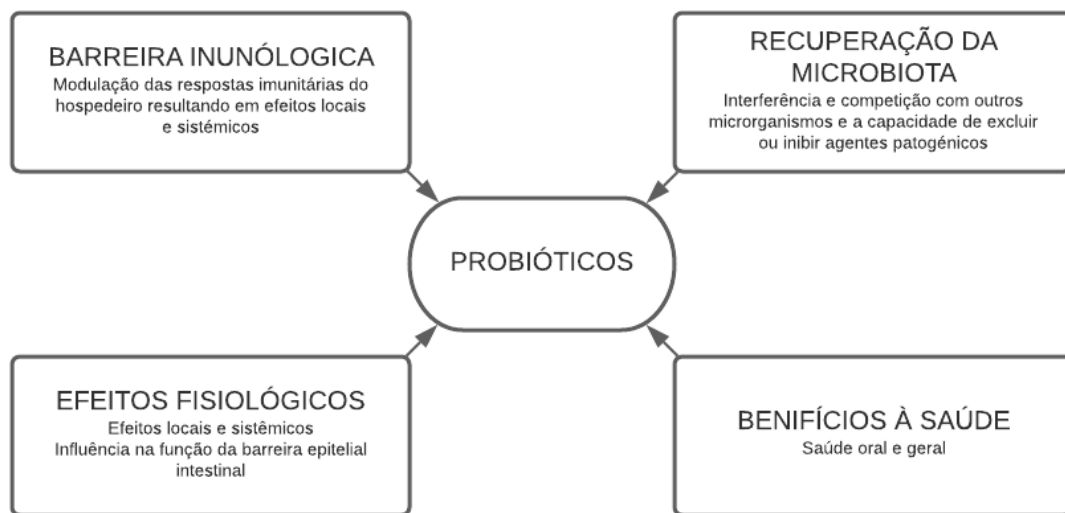 BARREIRA INUNÓLOGICA
Modulação das respostas imunitárias do
hospedeiro resultando em efeitos locais
e sistémicos
RECUPERAÇÃO DA
MICROBIOTA
Interferência e competição com outros
microrganismos e a capacidade de excluir
ou inibir agentes patogénicos
PROBIÓTICOS
EFEITOS FISIOLÓGICOS
Efeitos locais e sistêmicos
Influência na função da barreira epitelial
intestinal
BENIFÍCIOS À SAÚDE
Saúde oral e geral